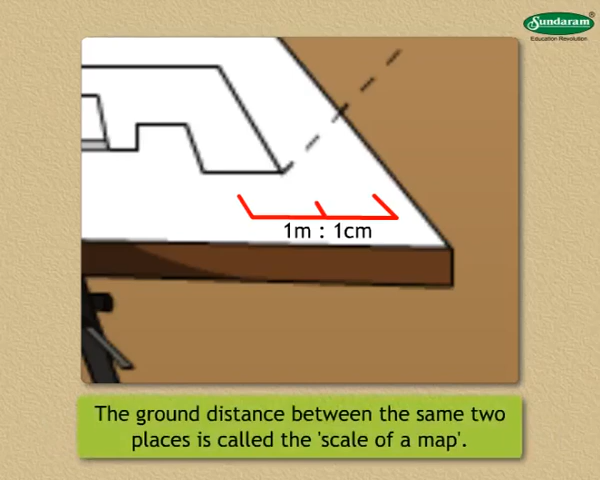 Sundaram®
Education Revolution
1m : 1cm
The ground distance between the same two
places is called the 'scale of a map'.